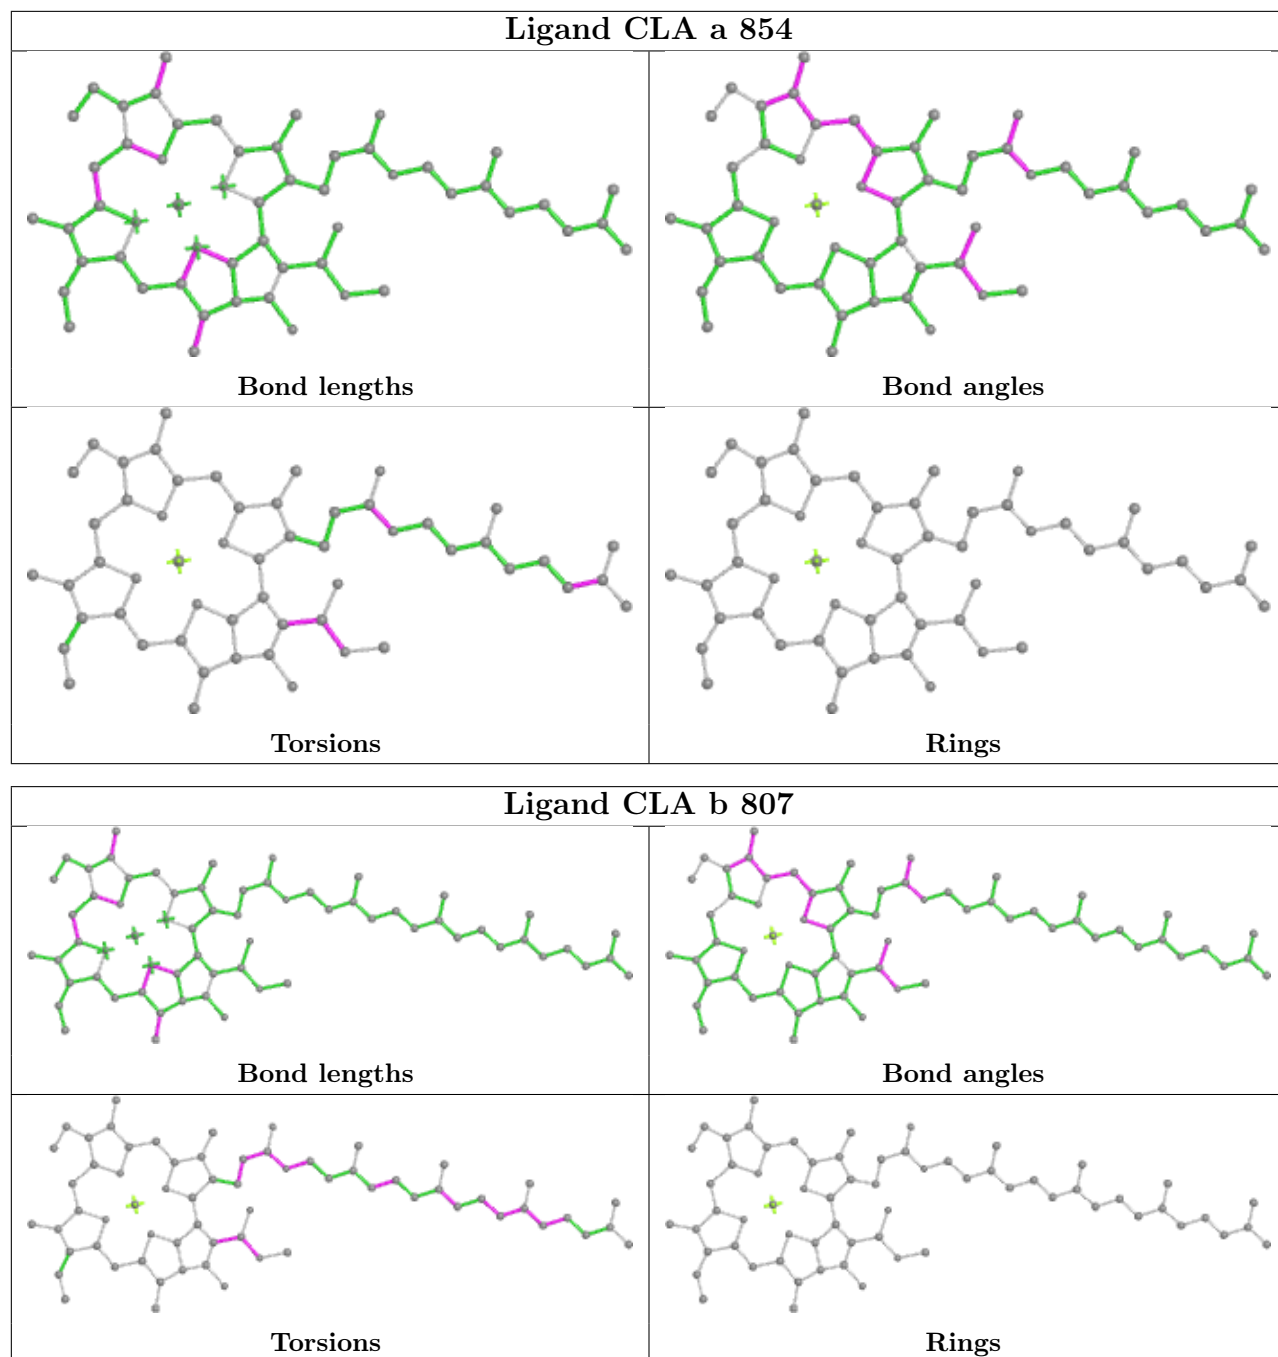 Ligand CLA a 854
Bond lengths
Bond angles
Torsions
Rings
Ligand CLA b 807
Bond lengths
Bond angles
Torsions
Rings